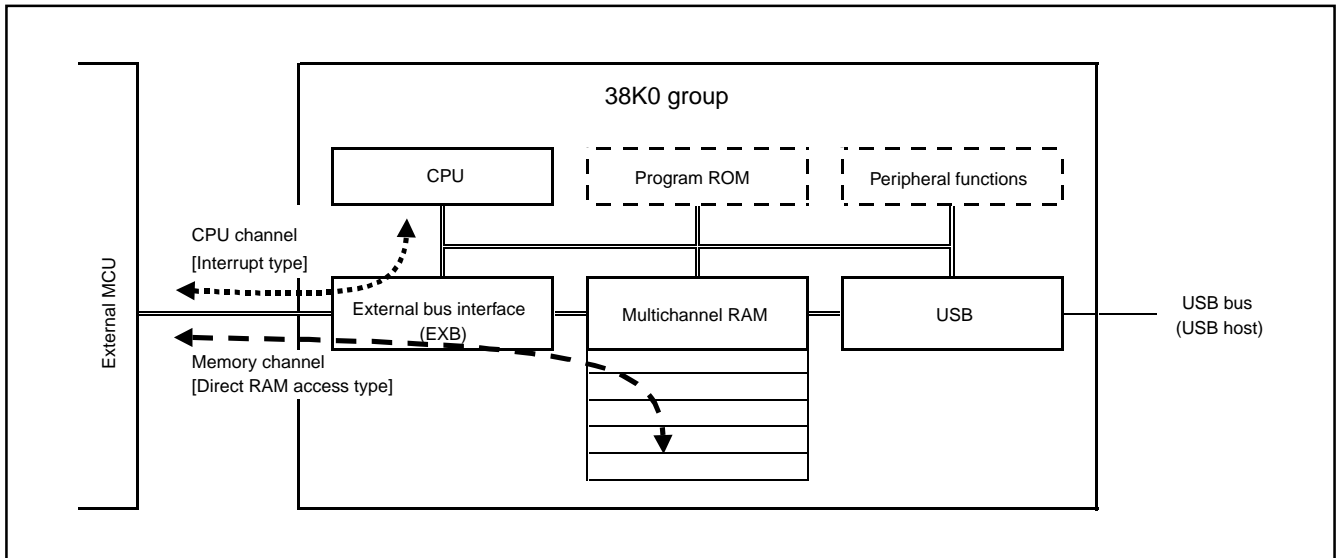 38K0 group
CPU
Program ROM
Peripheral functions
CPU channel
[Interrupt type]
External MCU
External bus interface
(EXB)
Multichannel RAM
USB
USB bus
(USB host)
Memory channel
[Direct RAM access type]